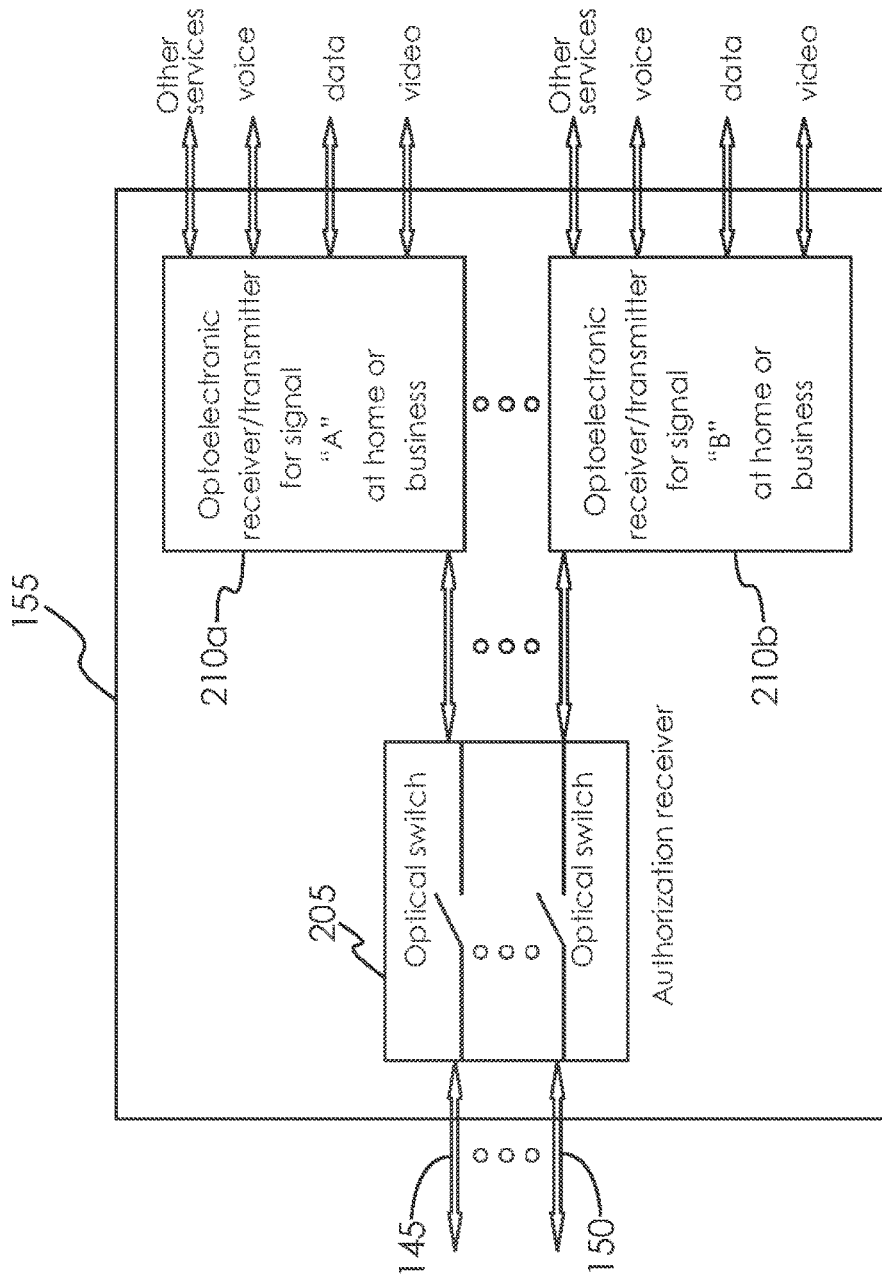 155
Other
services
voice
data
video
Optoelectronic
receiver/transmitter
for signal
"A"
at home or
business
210a
Other
services
voice
data
video
Optoelectronic
receiver/transmitter
for signal
"B"
at home or
business
210b
205
Optical switch
Optical switch
Authorization receiver
145
150